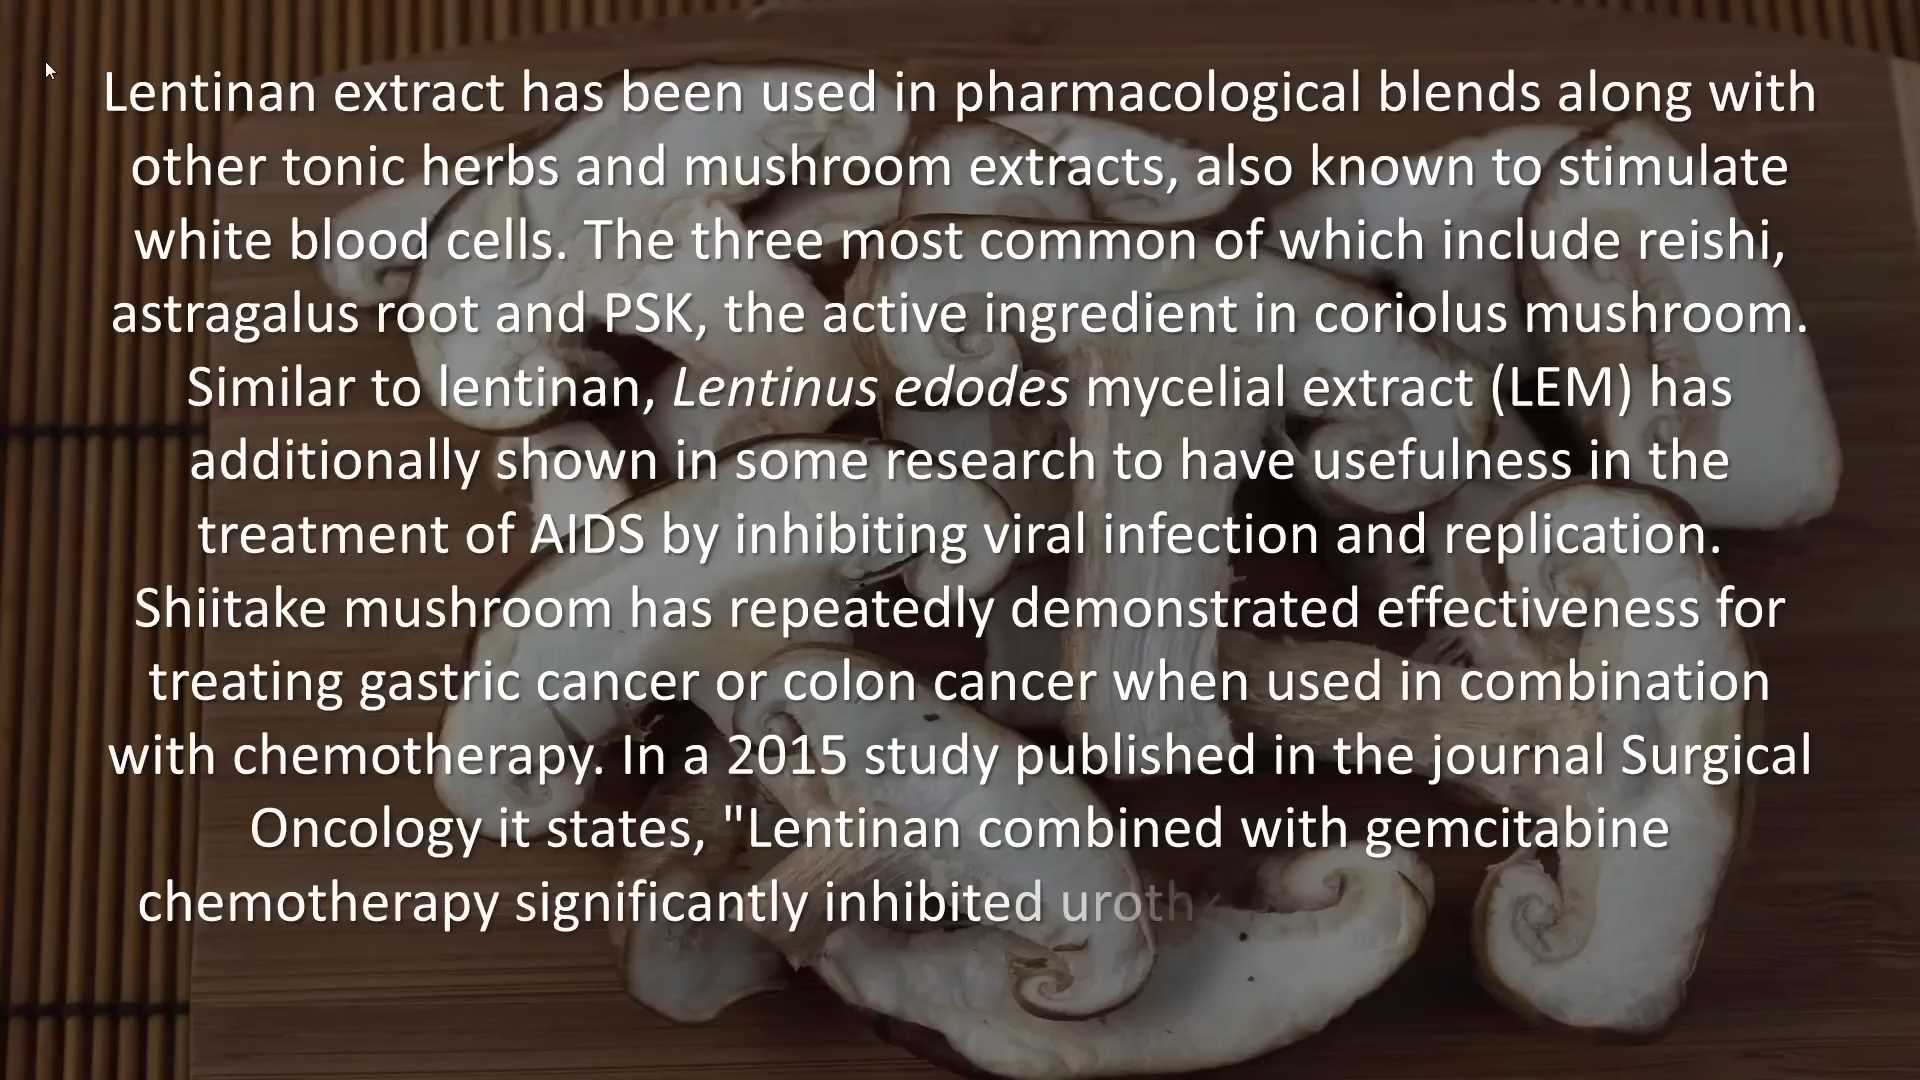 Lentinan extract has been used in pharmacological blends along with
other tonic herbs and mushroom extracts, also known to stimulate
white blood cells. The three most common of which include reishi,
astragalus root and PSK, the active ingredient in coriolus mushroom.
Similar to lentinan, Lentinus edodes mycelial extract (LEM) has
additionally shown in some research to have usefulness in the
treatment of AIDS by inhibiting viral infection and replication.
Shiitake mushroom has repeatedly demonstrated effectiveness for
treating gastric cancer or colon cancer when used in combination
with chemotherapy. In a 2015 study published in the journal Surgical
Oncology it states, "Lentinan combined with gemcitabine
chemotherapy significantly inhibited